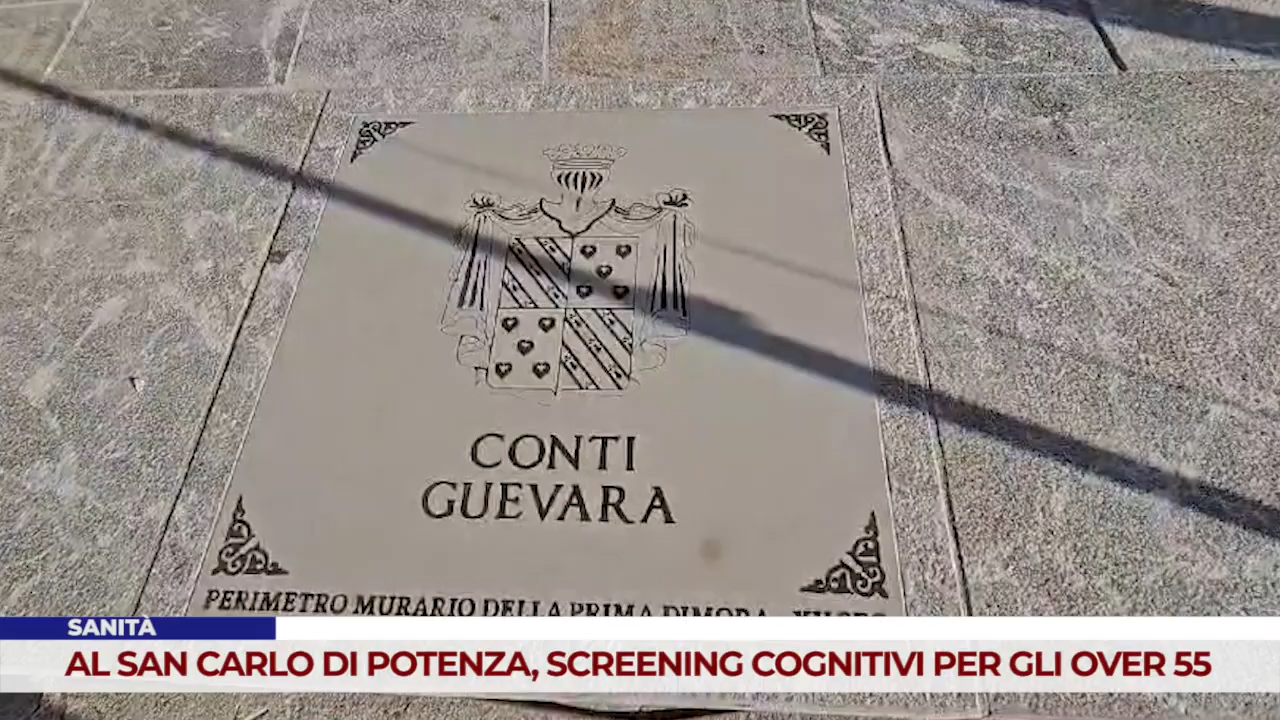 CONTI
GUEVARA
PERIMETRO MURARIO DELLA PRIMA DIMORA
SANITÀ
AL SAN CARLO DI POTENZA, SCREENING COGNITIVI PER GLI OVER 55